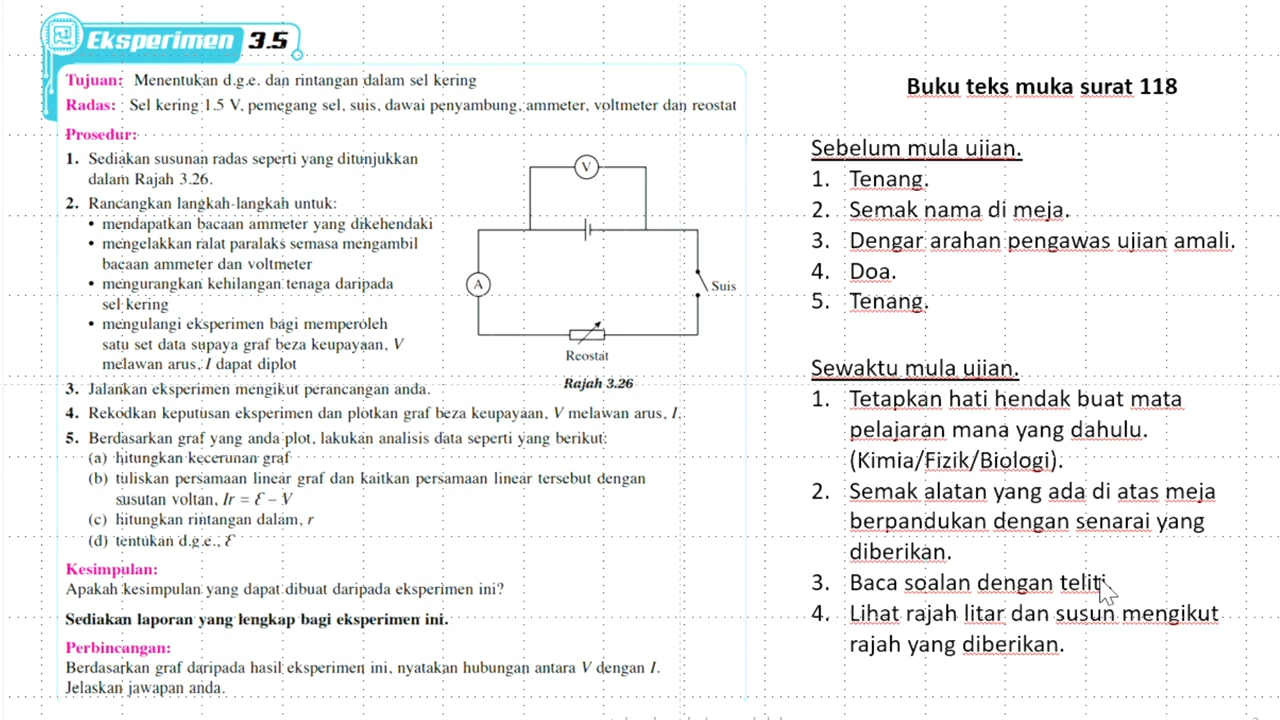 Eksperimen 3.5
Tujuan: Menentukan d.g.e. dan rintangan dalam sel kering
Radas: Sel kering 1.5 V, pemegang sel, suis, dawai penyambung, ammeter, voltmeter dan reostat
Prosedur:
1. Sediakan susunan radas seperti yang ditunjukkan
dalam Rajah 3.26.
2. Rancangkan langkah-langkah untuk:
• mendapatkan bacaan ammeter yang dikehendaki
• mengelakkan ralat paralaks semasa mengambil
bacaan ammeter dan voltmeter
• mengurangkan kehilangan tenaga daripada
sel kering
• mengulangi eksperimen bagi memperoleh
satu set data supaya graf beza keupayaan, V
melawan arus, I dapat diplot
V
A
Suis
Reostat
Rajah 3.26
3. Jalankan eksperimen mengikut perancangan anda.
4. Rekodkan keputusan eksperimen dan plotkan graf beza keupayaan, V melawan arus, I.
5. Berdasarkan graf yang anda plot, lakukan analisis data seperti yang berikut:
(a) hitungkan kecerunan graf
(b) tuliskan persamaan linear graf dan kaitkan persamaan linear tersebut dengan
susutan voltan, Ir = Ɛ – V
(c) hitungkan rintangan dalam, r
(d) tentukan d.g.e., Ɛ
Kesimpulan:
Apakah kesimpulan yang dapat dibuat daripada eksperimen ini?
Sediakan laporan yang lengkap bagi eksperimen ini.
Perbincangan:
Berdasarkan graf daripada hasil eksperimen ini, nyatakan hubungan antara V dengan I.
Jelaskan jawapan anda.
Buku teks muka surat 118
Sebelum mula ujian.
1. Tenang.
2. Semak nama di meja.
3. Dengar arahan pengawas ujian amali.
4. Doa.
5. Tenang.
Sewaktu mula ujian.
1. Tetapkan hati hendak buat mata
pelajaran mana yang dahulu.
(Kimia/Fizik/Biologi).
2. Semak alatan yang ada di atas meja
berpandukan dengan senarai yang
diberikan.
3. Baca soalan dengan teliti.
4. Lihat rajah litar dan susun mengikut
rajah yang diberikan.